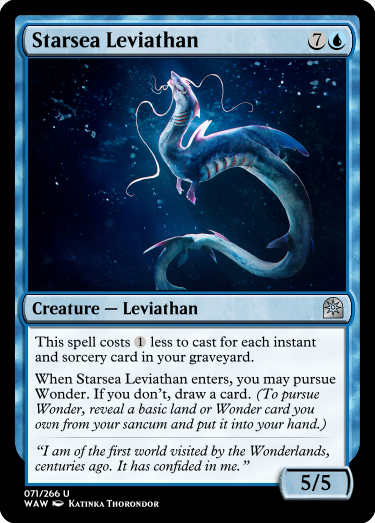 Starsea Leviathan 7
Creature — Leviathan
This spell costs 1 less to cast for each instant
and sorcery card in your graveyard.
When Starsea Leviathan enters, you may pursue
Wonder. If you don't, draw a card. (To pursue
Wonder, reveal a basic land or Wonder card you
own from your sancum and put it into your hand.)
“I am of the first world visited by the Wonderlands,
centuries ago. It has confided in me.”
5/5
071/266 U
WAW Katinka Thorondor